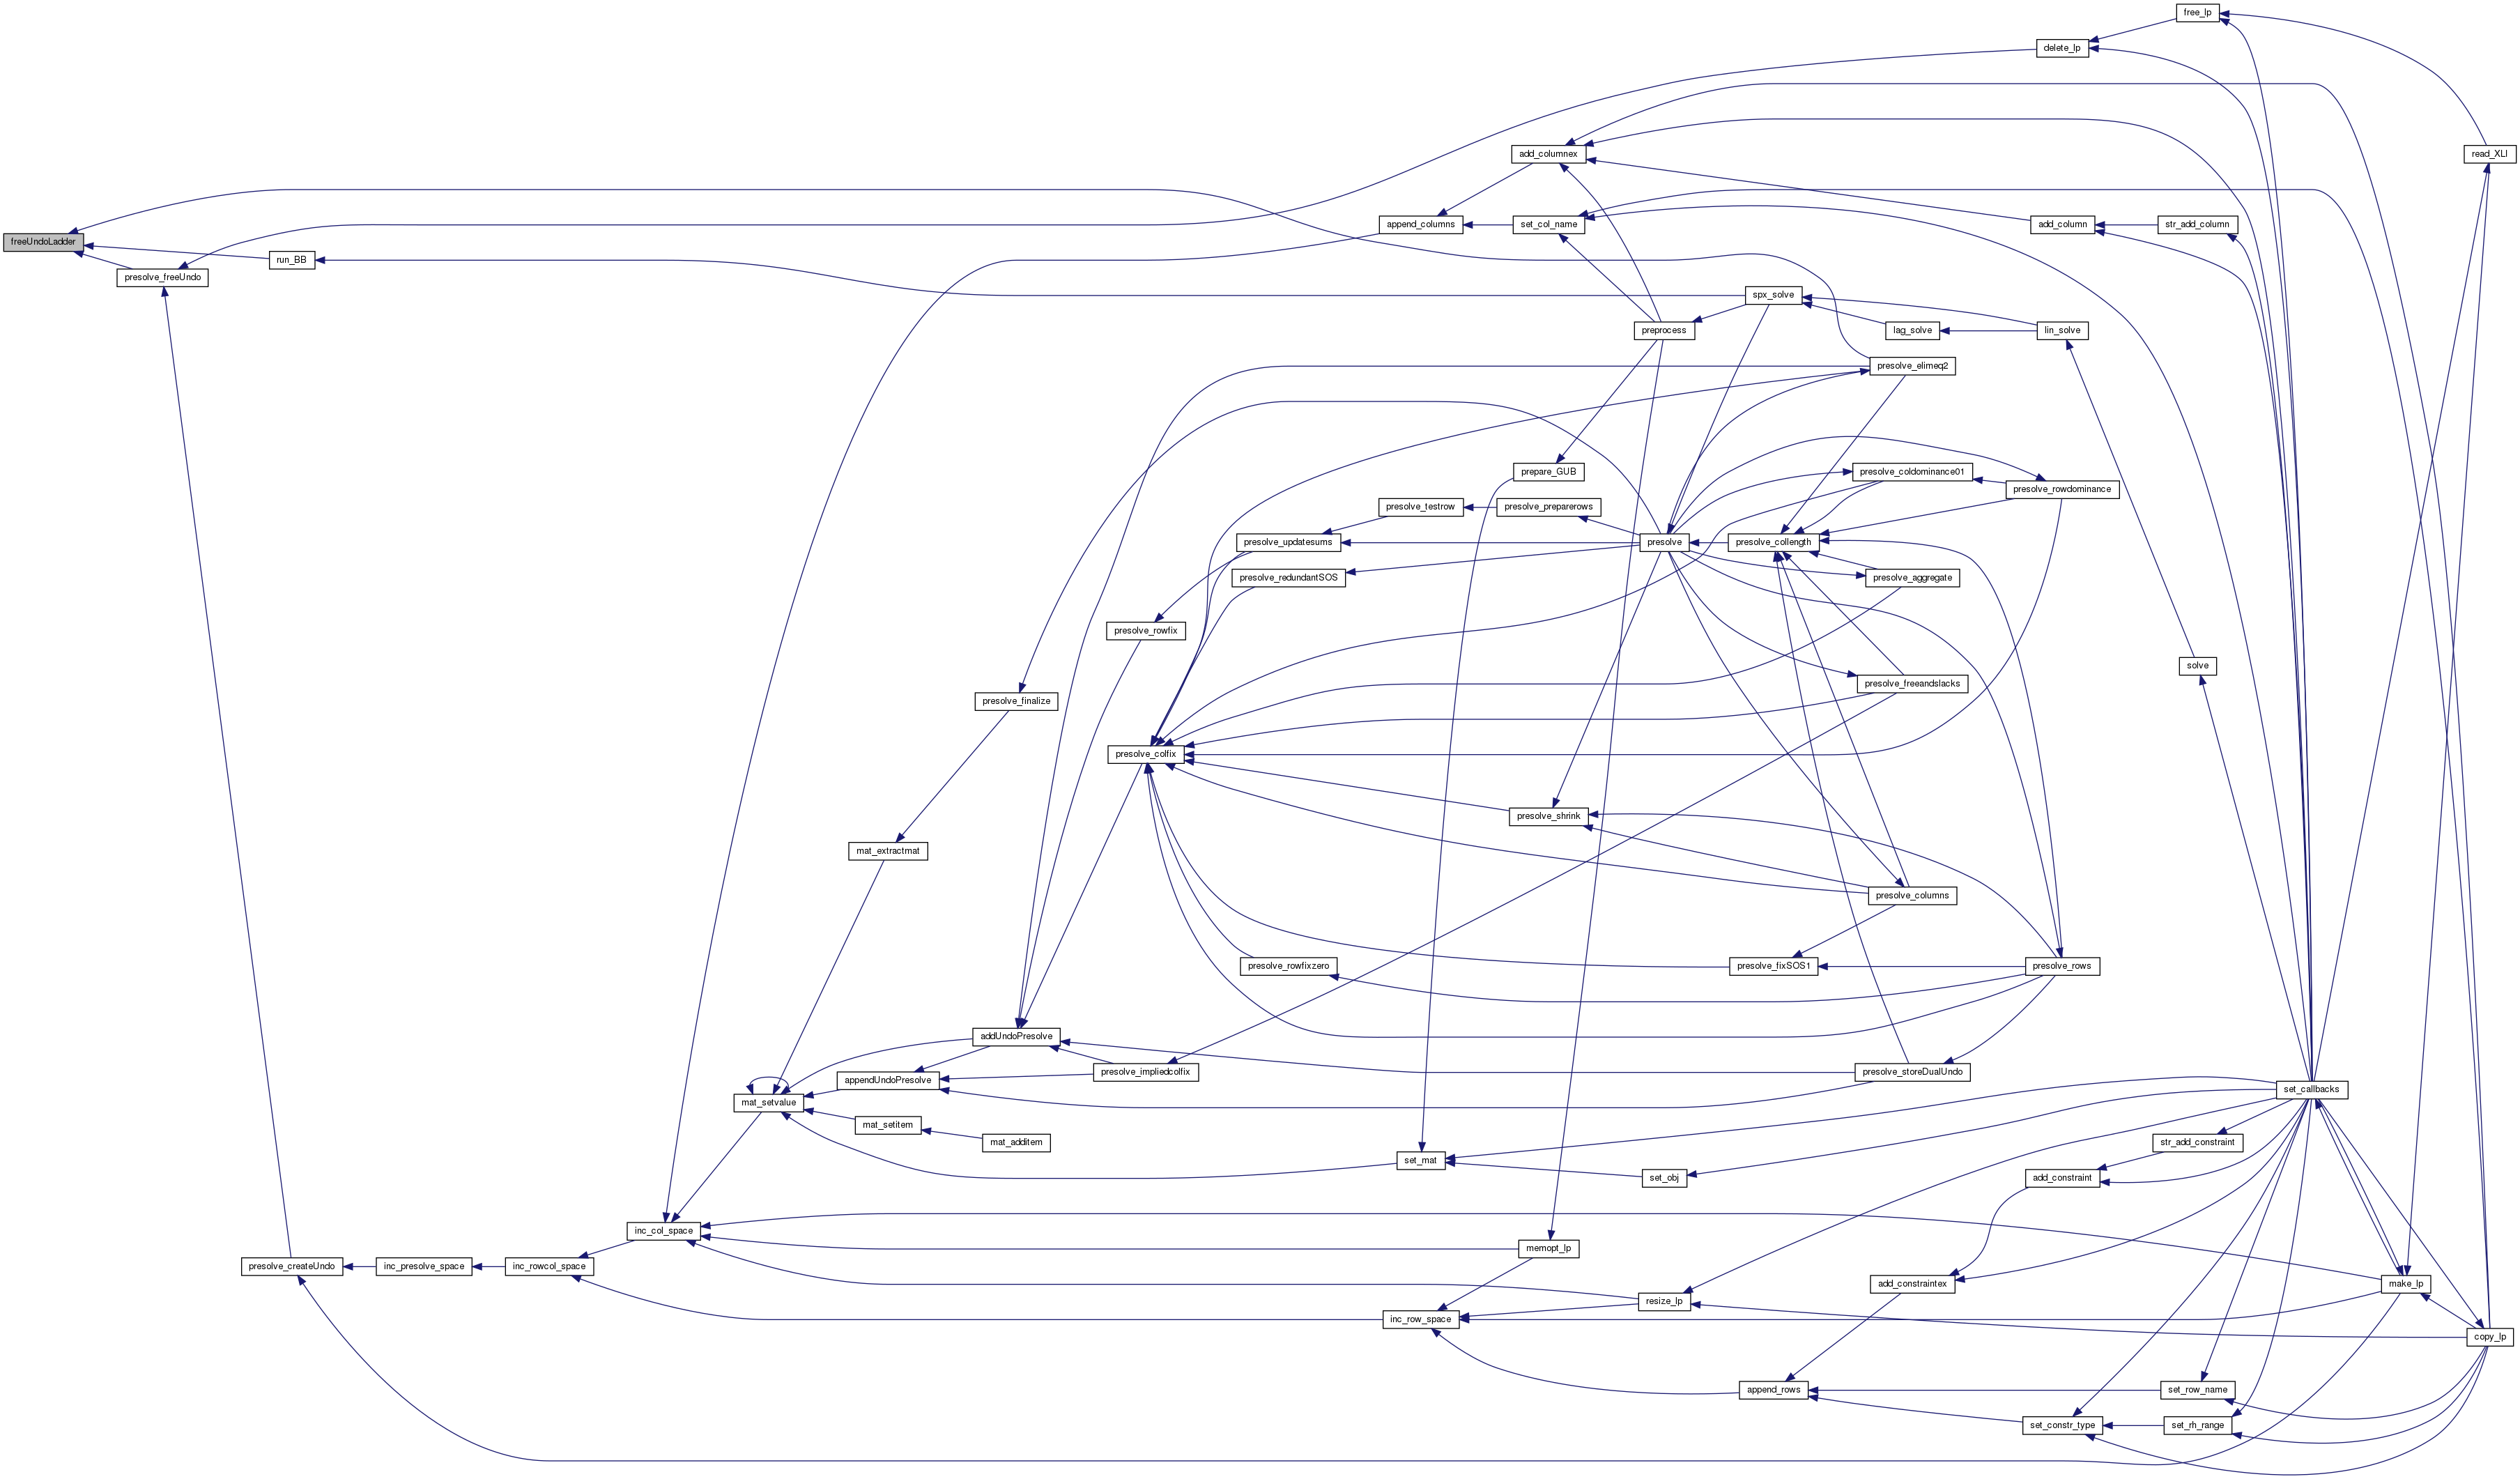 free_lp
delete_lp
add_columnex
read_XLI
append_columns
set_col_name
add_column
str_add_column
freeUndoLadder
run_BB
presolve_freeUndo
spx_solve
preprocess
lag_solve
lin_solve
presolve_elimeq2
prepare_GUB
presolve_coldominance01
presolve_rowdominance
presolve_testrow
presolve_preparerows
presolve_updatesums
presolve
presolve_collength
presolve_redundantSOS
presolve_aggregate
presolve_rowfix
solve
presolve_finalize
presolve_freeandslacks
presolve_colfix
presolve_shrink
mat_extractmat
presolve_columns
presolve_rowfixzero
presolve_fixSOS1
presolve_rows
addUndoPresolve
appendUndoPresolve
presolve_impliedcolfix
presolve_storeDualUndo
set_callbacks
mat_setvalue
mat_setitem
mat_additem
str_add_constraint
set_mat
set_obj
add_constraint
inc_col_space
memopt_lp
presolve_createUndo
inc_presolve_space
inc_rowcol_space
add_constraintex
make_lp
resize_lp
inc_row_space
copy_lp
append_rows
set_row_name
set_constr_type
set_rh_range